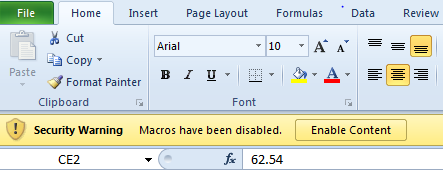 File Home Insert Page Layout Formulas Data Review
Cut
Copy
Format Painter
Paste
Arial 10 A A
B I U A
Clipboard Font
Security Warning Macros have been disabled. Enable Content
CE2 fx 62.54